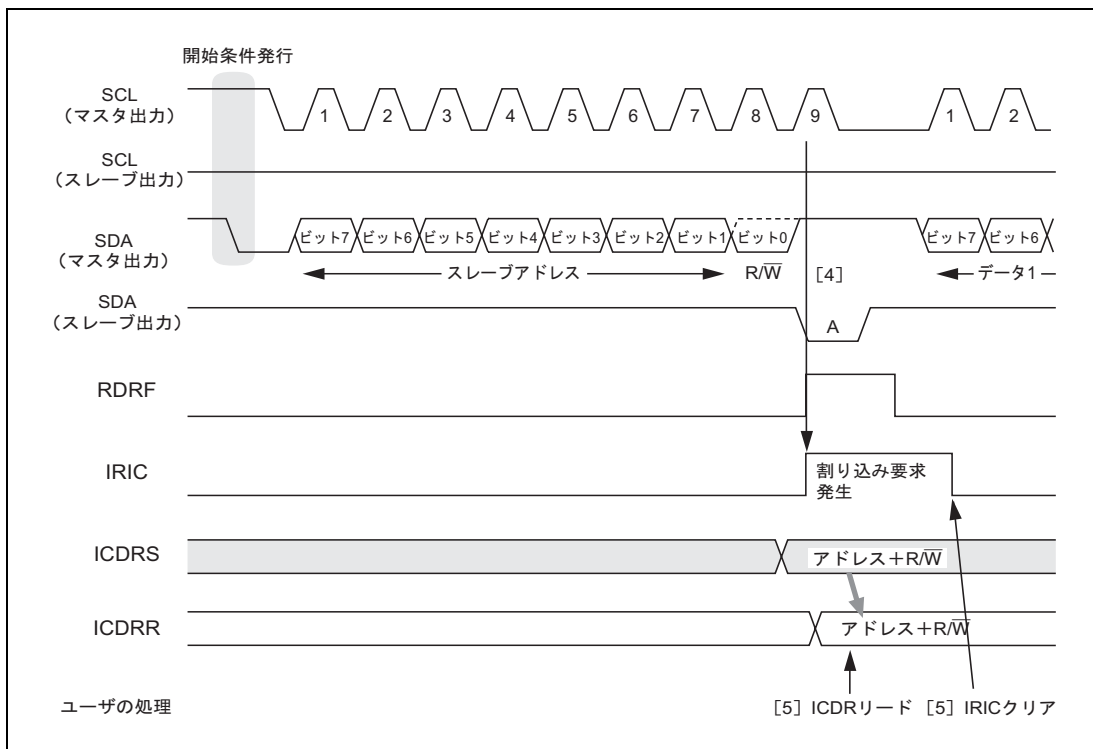 開始条件発行
SCL
（マスタ出力）
1 2 3 4 5 6 7 8 9 1 2
SCL
（スレーブ出力）
SDA
（マスタ出力）
ビット7 ビット6 ビット5 ビット4 ビット3 ビット2 ビット1 ビット0 ビット7 ビット6
スレーブアドレス R/W̅ ［4］ データ1
SDA
（スレーブ出力）
A
RDRF
IRIC
割り込み要求
発生
ICDRS
アドレス＋R/W̅
ICDRR
アドレス＋R/W̅
ユーザの処理 ［5］ICDRリード ［5］IRICクリア